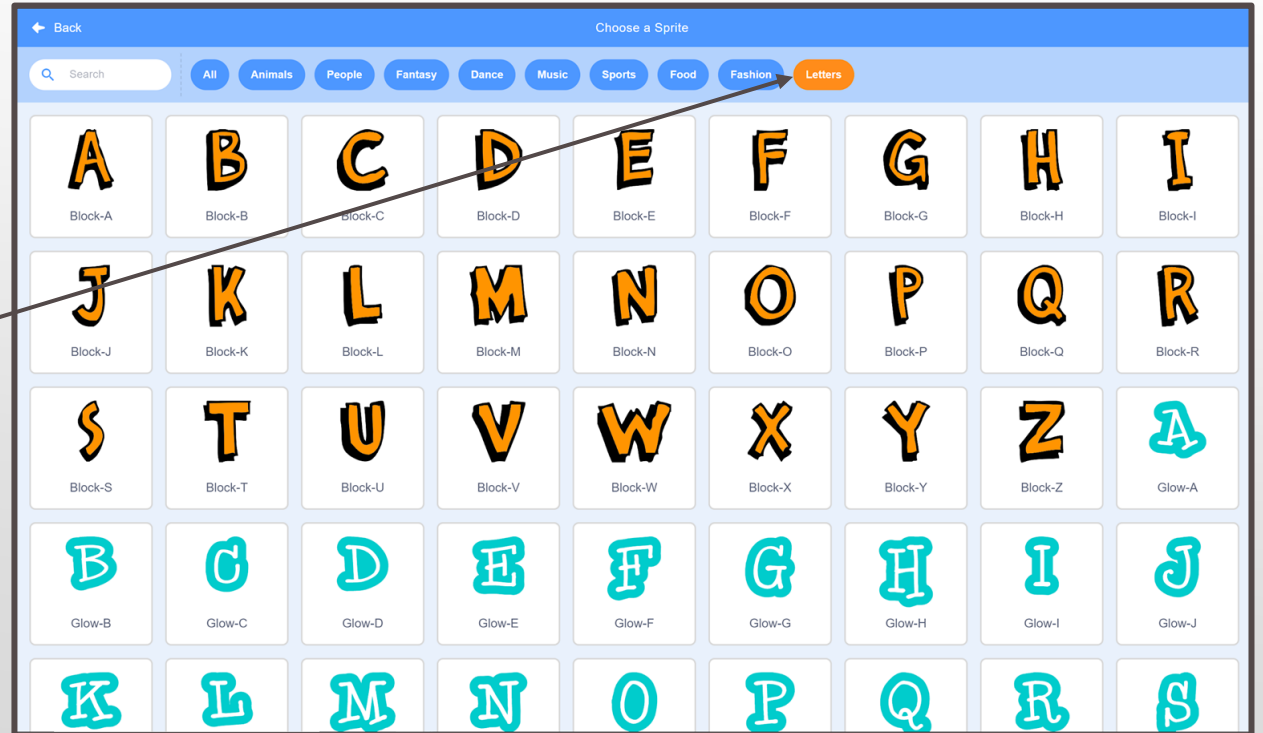 Back
Choose a Sprite
Search
All Animals People Fantasy Dance Music Sports Food Fashion Letters
A B C D E F G H I
Block-A Block-B Block-C Block-D Block-E Block-F Block-G Block-H Block-I
J K L M N O P Q R
Block-J Block-K Block-L Block-M Block-N Block-O Block-P Block-Q Block-R
S T U V W X Y Z A
Block-S Block-T Block-U Block-V Block-W Block-X Block-Y Block-Z Glow-A
B C D E F G H I J
Glow-B Glow-C Glow-D Glow-E Glow-F Glow-G Glow-H Glow-I Glow-J
K L M N O P Q R S